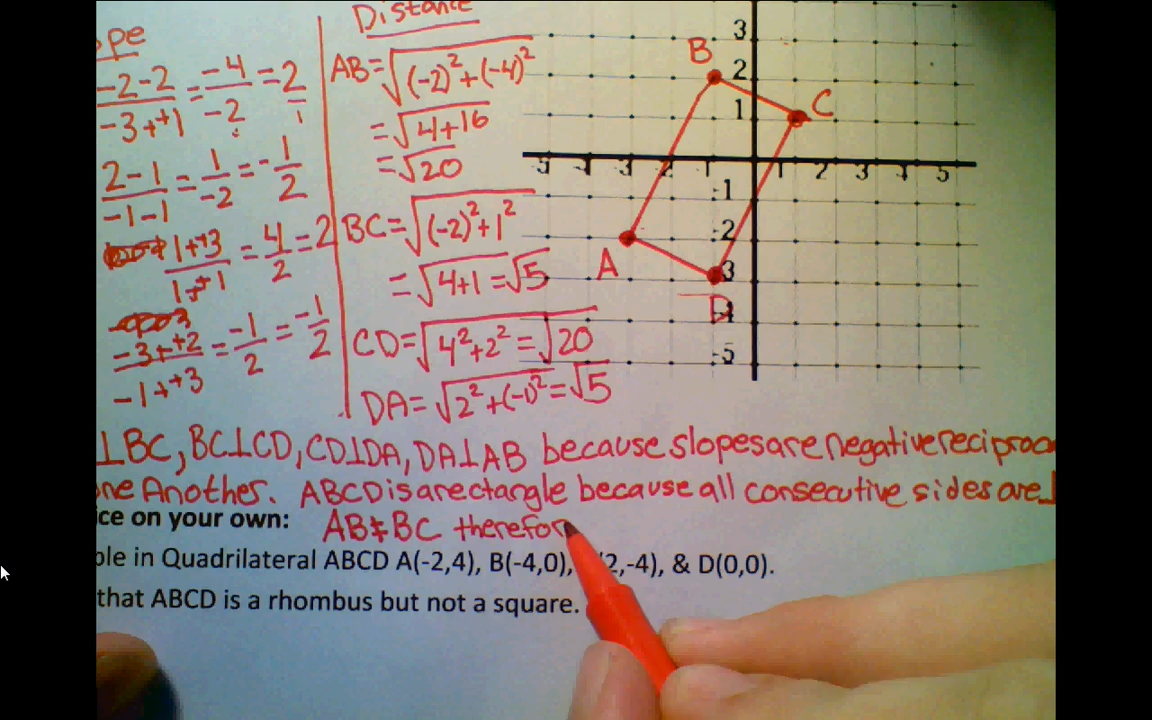 ope
-2-2/-3++1 = -4/-2 = 2/1
2-1/-1-1 = 1/-2 = -1/2
1++3/1++1 = 4/2 = 2
-3++2/-1++3 = -1/2 = -1/2
Distance
AB=√(-2)²+(-4)²
=√4+16
=√20
BC=√(-2)²+1²
=√4+1=√5
CD=√4²+2²=√20
DA=√2²+(-1)²=√5
3
B 2
C
1
-5 -4 -3 -2 -1 1 2 3 4 5
-1
-2
A
-3
D -4
-5
⊥BC, BC⊥CD, CD⊥DA, DA⊥AB because slopes are negative reciproc
one Another. ABCD is a rectangle because all consecutive sides are ⊥
ice on your own: AB≠BC therefor
ple in Quadrilateral ABCD A(-2,4), B(-4,0), 2,-4), & D(0,0).
that ABCD is a rhombus but not a square.